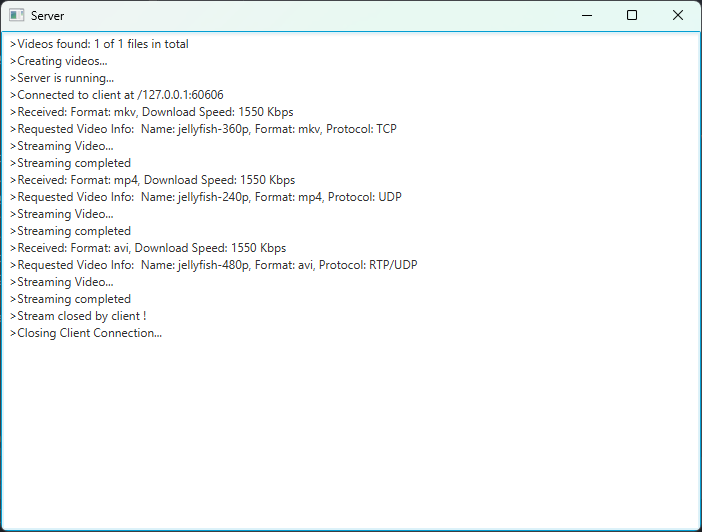 Server
>Videos found: 1 of 1 files in total
>Creating videos...
>Server is running...
>Connected to client at /127.0.0.1:60606
>Received: Format: mkv, Download Speed: 1550 Kbps
>Requested Video Info:  Name: jellyfish-360p, Format: mkv, Protocol: TCP
>Streaming Video...
>Streaming completed
>Received: Format: mp4, Download Speed: 1550 Kbps
>Requested Video Info:  Name: jellyfish-240p, Format: mp4, Protocol: UDP
>Streaming Video...
>Streaming completed
>Received: Format: avi, Download Speed: 1550 Kbps
>Requested Video Info:  Name: jellyfish-480p, Format: avi, Protocol: RTP/UDP
>Streaming Video...
>Streaming completed
>Stream closed by client !
>Closing Client Connection...